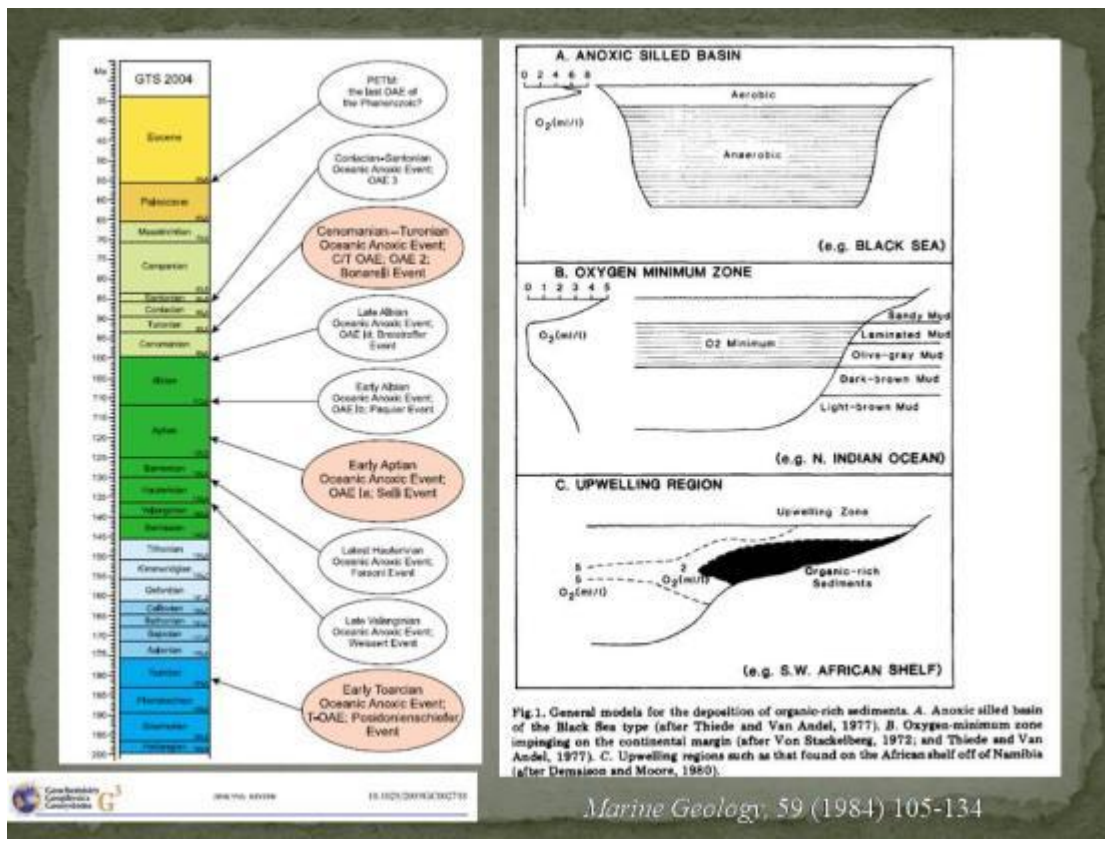 Ma
GTS 2004
Eocene
Paleocene
Maastrichtian
Campanian
Santonian
Coniacian
Turonian
Cenomanian
Albian
Aptian
Barremian
Hauterivian
Valanginian
Berriasian
Tithonian
Kimmeridgian
Oxfordian
Callovian
Bathonian
Bajocian
Aalenian
Toarcian
Pliensbachian
Sinemurian
Hettangian
PETM:
the last OAE of
the Phanerozoic?
Coniacian-Santonian
Oceanic Anoxic Event;
OAE 3
Cenomanian–Turonian
Oceanic Anoxic Event;
C/T OAE; OAE 2;
Bonarelli Event
Late Albian
Oceanic Anoxic Event;
OAE Id; Breistroffer
Event
Early Albian
Oceanic Anoxic Event;
OAE Ib; Paquier Event
Early Aptian
Oceanic Anoxic Event;
OAE Ia; Selli Event
Latest Hauterivian
Oceanic Anoxic Event;
Faraoni Event
Late Valanginian
Oceanic Anoxic Event;
Weissert Event
Early Toarcian
Oceanic Anoxic Event;
T-OAE; Posidonienschiefer
Event
Geochemistry
Geophysics
Geosystems
G3
A. ANOXIC SILLED BASIN
0 2 4 6 8
O2(ml/l)
Aerobic
Anaerobic
(e.g. BLACK SEA)
B. OXYGEN MINIMUM ZONE
0 1 2 3 4 5
O2(ml/l)
O2 Minimum
Sandy Mud
Laminated Mud
Olive-gray Mud
Dark-brown Mud
Light-brown Mud
(e.g. N. INDIAN OCEAN)
C. UPWELLING REGION
Upwelling Zone
5
5
O2(ml/l)
2
O2(ml/l)
Organic-rich
Sediments
(e.g. S.W. AFRICAN SHELF)
Fig.1. General models for the deposition of organic-rich sediments. A. Anoxic silled basin
of the Black Sea type (after Thiede and Van Andel, 1977). B. Oxygen-minimum zone
impinging on the continental margin (after Von Stackelberg, 1972; and Thiede and Van
Andel, 1977). C. Upwelling regions such as that found on the African shelf off of Namibia
(after Demaison and Moore, 1980).
Marine Geology, 59 (1984) 105-134